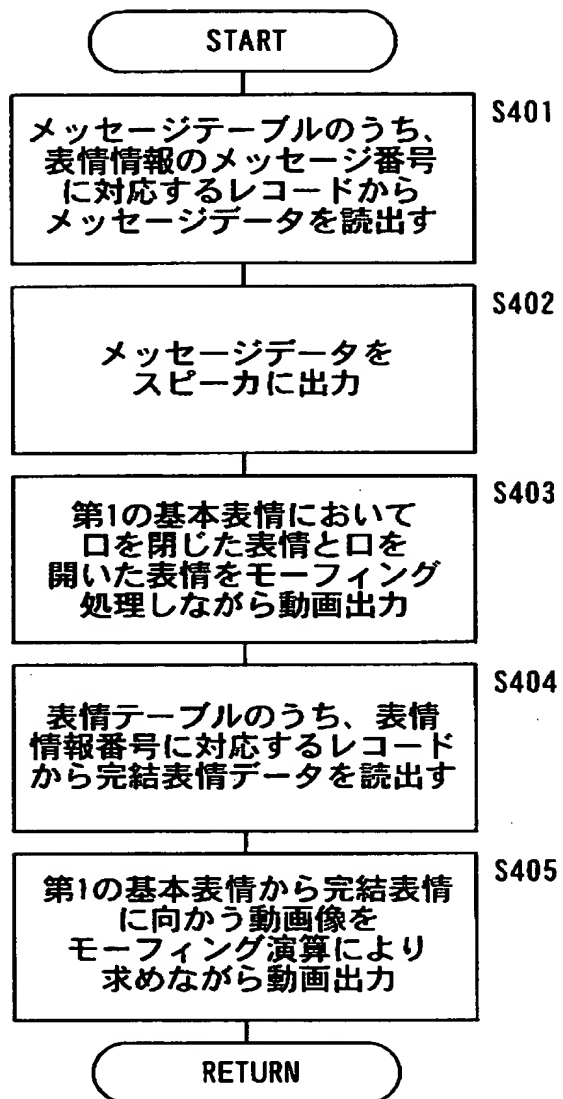 START
S401
メッセージテーブルのうち、
表情情報のメッセージ番号
に対応するレコードから
メッセージデータを読出す
S402
メッセージデータを
スピーカに出力
S403
第1の基本表情において
口を閉じた表情と口を
開いた表情をモーフィング
処理しながら動画出力
S404
表情テーブルのうち、表情
情報番号に対応するレコード
から完結表情データを読出す
S405
第1の基本表情から完結表情
に向かう動画像を
モーフィング演算により
求めながら動画出力
RETURN